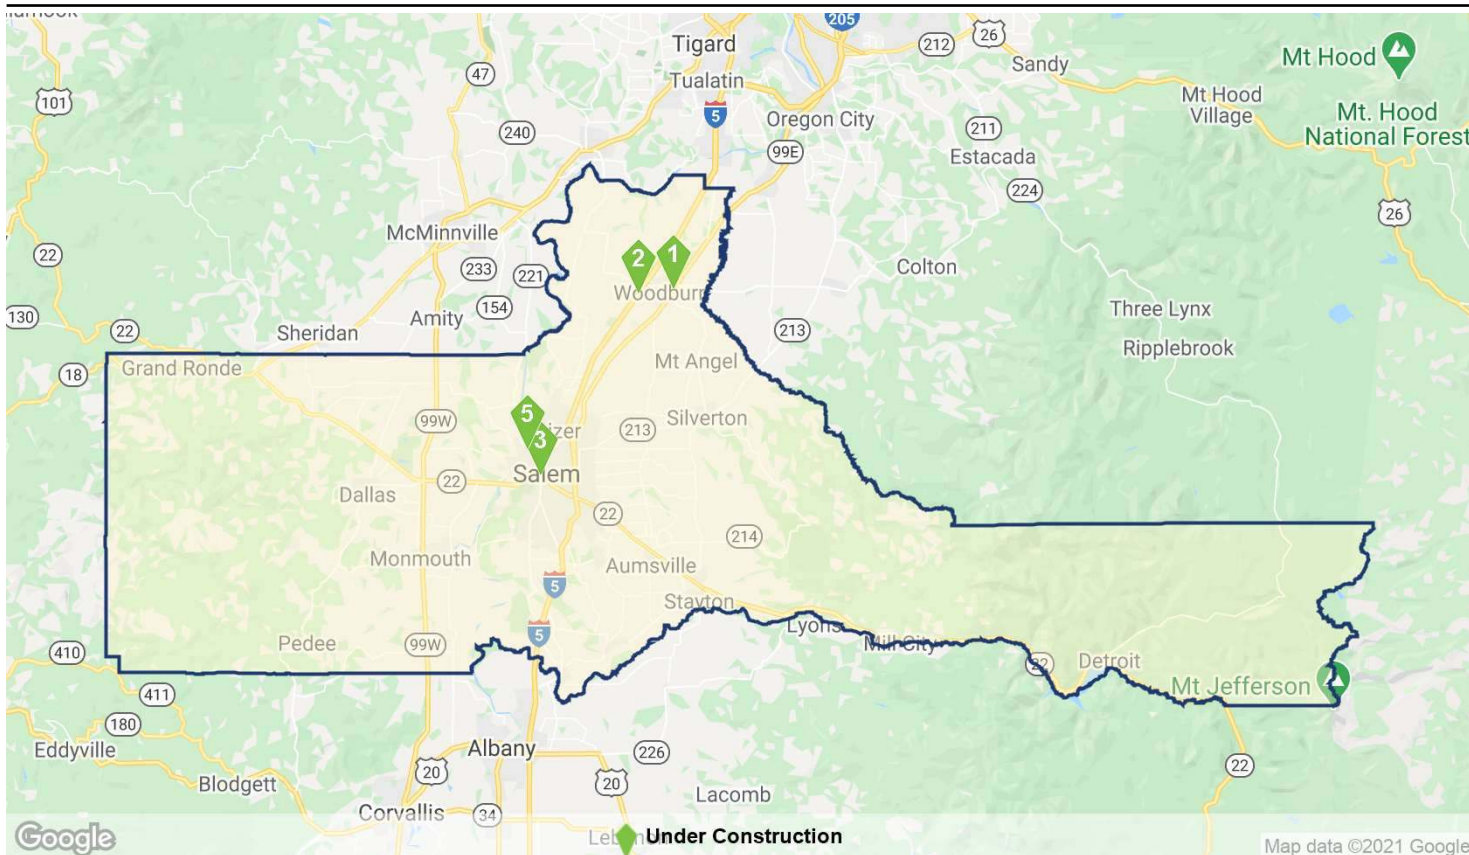 205
26
212
Tigard
Mt Hood
47
Sandy
Tualatin
101
Mt Hood
Village
5
Mt. Hood
National Forest
Oregon City
240
211
99E
Estacada
224
26
McMinnville
22
2
1
233
221
Colton
Woodburn
154
Three Lynx
130
Amity
22
Sheridan
213
Ripplebrook
Mt Angel
Grand Ronde
18
5
99W
Silverton
213
3
Salem
22
Dallas
22
214
Monmouth
Aumsville
5
Stayton
Lyons
5
Pedee
99W
Mill City
410
22
Detroit
Mt Jefferson
411
180
Eddyville
Albany
226
22
20
Blodgett
20
Lacomb
Corvallis
34
Google
Under Construction
Map data ©2021 Google